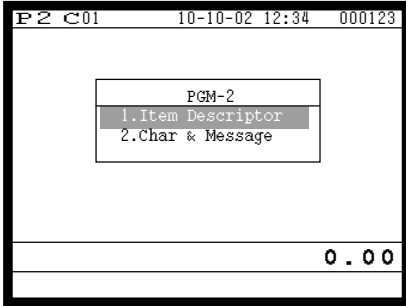 P2 C01 10-10-02 12:34 000123
PGM-2
1.Item Descriptor
2.Char & Message
0.00